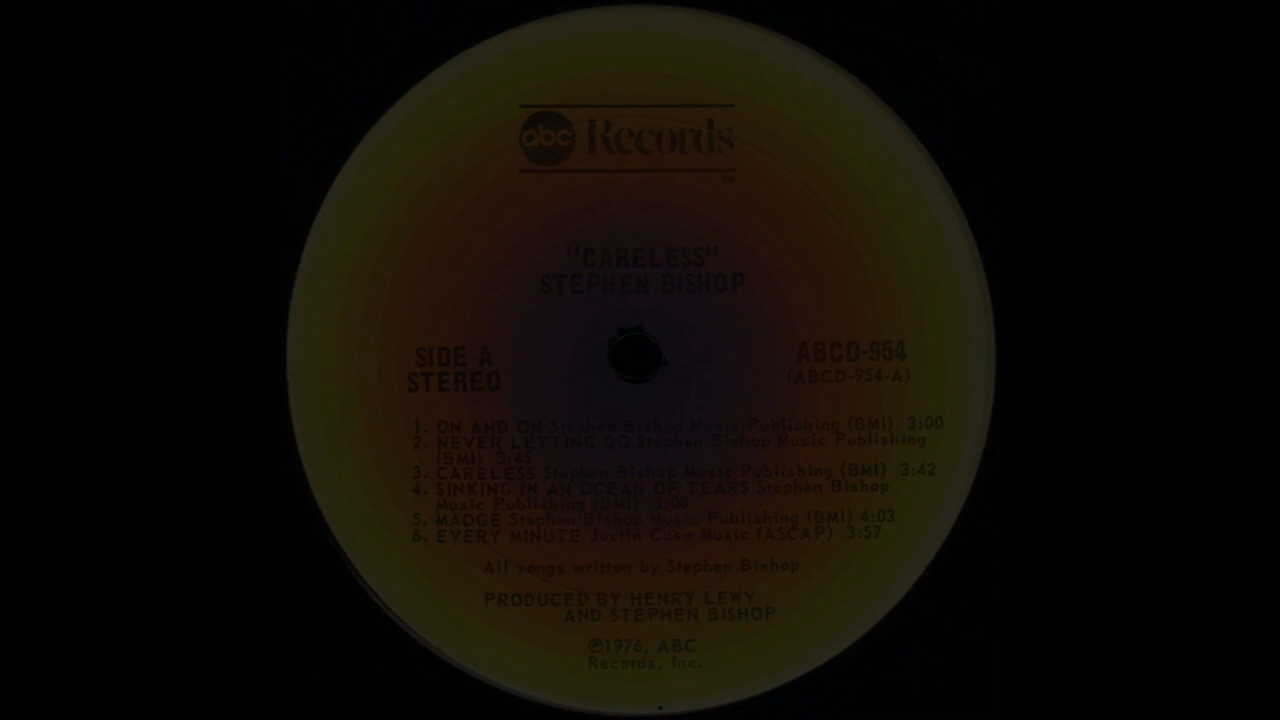 abc Records
TM
"CARELESS"
STEPHEN BISHOP
SIDE A
STEREO
ABCD-954
(ABCD-954-A)
1. ON AND ON Stephen Bishop Music Publishing (BMI) 3:00
2. NEVER LETTING GO Stephen Bishop Music Publishing
(BMI) 3:45
3. CARELESS Stephen Bishop Music Publishing (BMI) 3:42
4. SINKING IN AN OCEAN OF TEARS Stephen Bishop
Music Publishing (BMI) 3:08
5. MADGE Stephen Bishop Music Publishing (BMI) 4:03
6. EVERY MINUTE Justin Case Music (ASCAP) 3:57
All songs written by Stephen Bishop
PRODUCED BY HENRY LEWY
AND STEPHEN BISHOP
℗1976, ABC
Records, Inc.